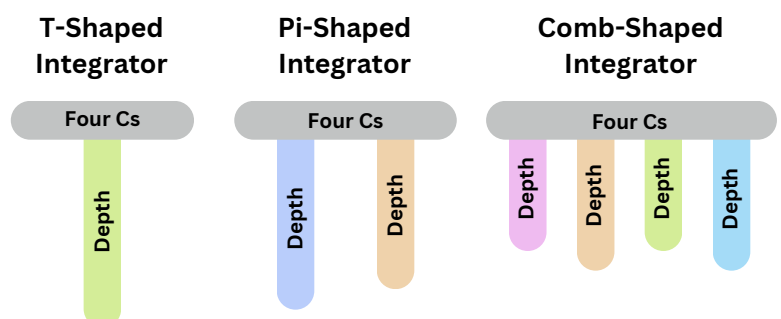 T-Shaped
Integrator
Four Cs
Depth
Pi-Shaped
Integrator
Four Cs
Depth
Depth
Comb-Shaped
Integrator
Four Cs
Depth
Depth
Depth
Depth